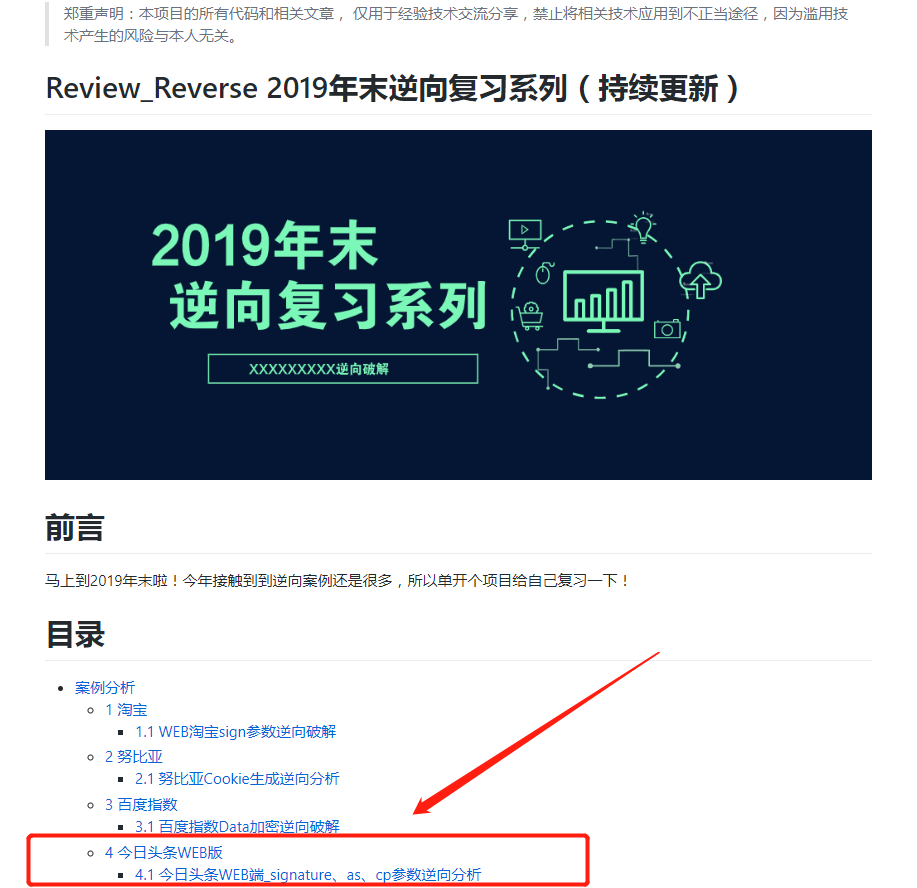 郑重声明：本项目的所有代码和相关文章， 仅用于经验技术交流分享，禁止将相关技术应用到不正当途径，因为滥用技
术产生的风险与本人无关。
Review_Reverse 2019年末逆向复习系列（持续更新）
2019年末
逆向复习系列
XXXXXXXXX逆向破解
前言
马上到2019年末啦！今年接触到到逆向案例还是很多，所以单开个项目给自己复习一下！
目录
案例分析
1 淘宝
1.1 WEB淘宝sign参数逆向破解
2 努比亚
2.1 努比亚Cookie生成逆向分析
3 百度指数
3.1 百度指数Data加密逆向破解
4 今日头条WEB版
4.1 今日头条WEB端_signature、as、cp参数逆向分析